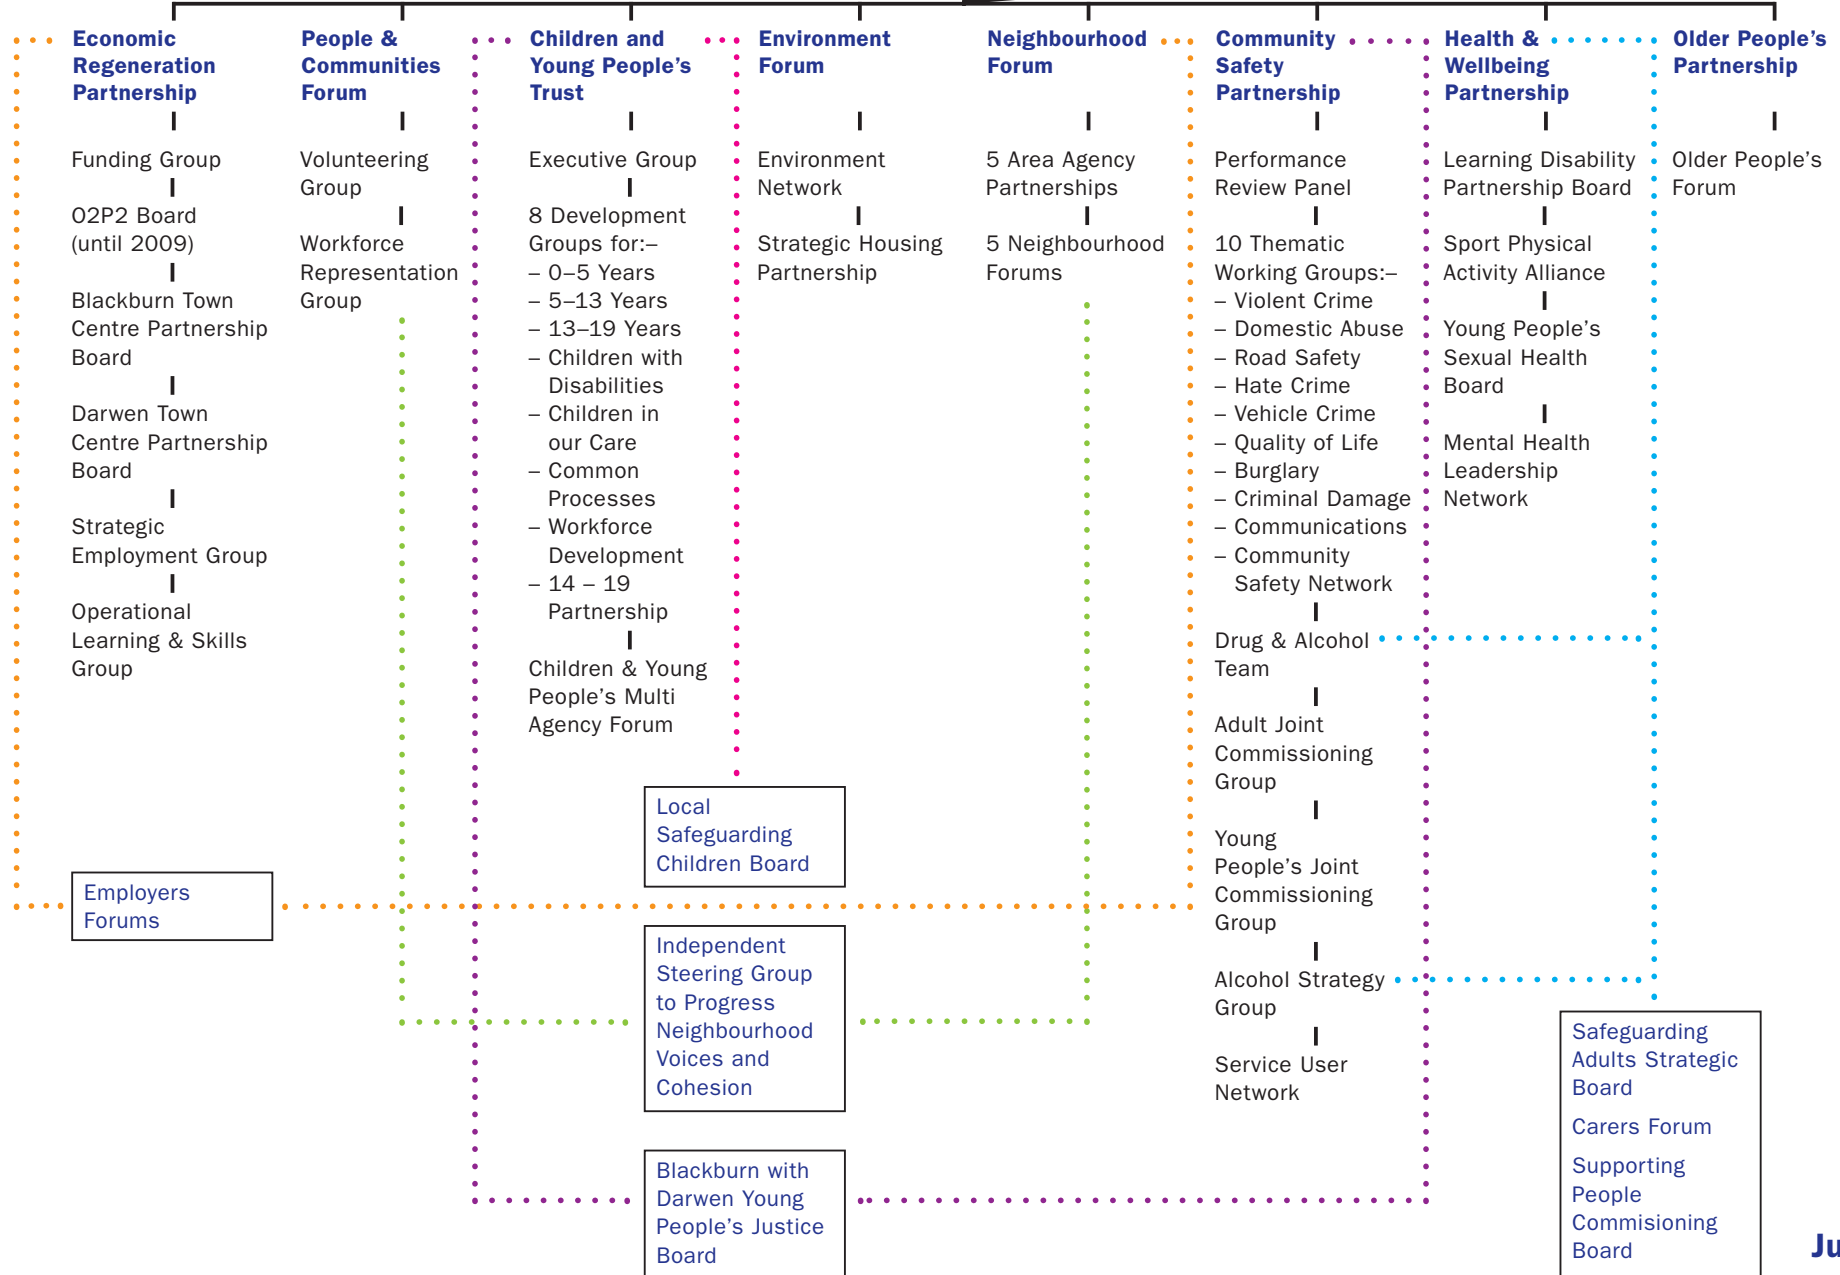 Economic
Regeneration
Partnership
Funding Group
O2P2 Board
(until 2009)
Blackburn Town
Centre Partnership
Board
Darwen Town
Centre Partnership
Board
Strategic
Employment Group
Operational
Learning & Skills
Group
Employers
Forums
People &
Communities
Forum
Volunteering
Group
Workforce
Representation
Group
Children and
Young People’s
Trust
Executive Group
8 Development
Groups for:–
– 0–5 Years
– 5–13 Years
– 13–19 Years
– Children with
Disabilities
– Children in
our Care
– Common
Processes
– Workforce
Development
– 14 – 19
Partnership
Children & Young
People’s Multi
Agency Forum
Local
Safeguarding
Children Board
Independent
Steering Group
to Progress
Neighbourhood
Voices and
Cohesion
Blackburn with
Darwen Young
People’s Justice
Board
Environment
Forum
Environment
Network
Strategic Housing
Partnership
Neighbourhood
Forum
5 Area Agency
Partnerships
5 Neighbourhood
Forums
Community
Safety
Partnership
Performance
Review Panel
10 Thematic
Working Groups:–
– Violent Crime
– Domestic Abuse
– Road Safety
– Hate Crime
– Vehicle Crime
– Quality of Life
– Burglary
– Criminal Damage
– Communications
– Community
Safety Network
Drug & Alcohol
Team
Adult Joint
Commissioning
Group
Young
People’s Joint
Commissioning
Group
Alcohol Strategy
Group
Service User
Network
Health &
Wellbeing
Partnership
Learning Disability
Partnership Board
Sport Physical
Activity Alliance
Young People’s
Sexual Health
Board
Mental Health
Leadership
Network
Older People’s
Partnership
Older People’s
Forum
Safeguarding
Adults Strategic
Board
Carers Forum
Supporting
People
Commisioning
Board
Ju